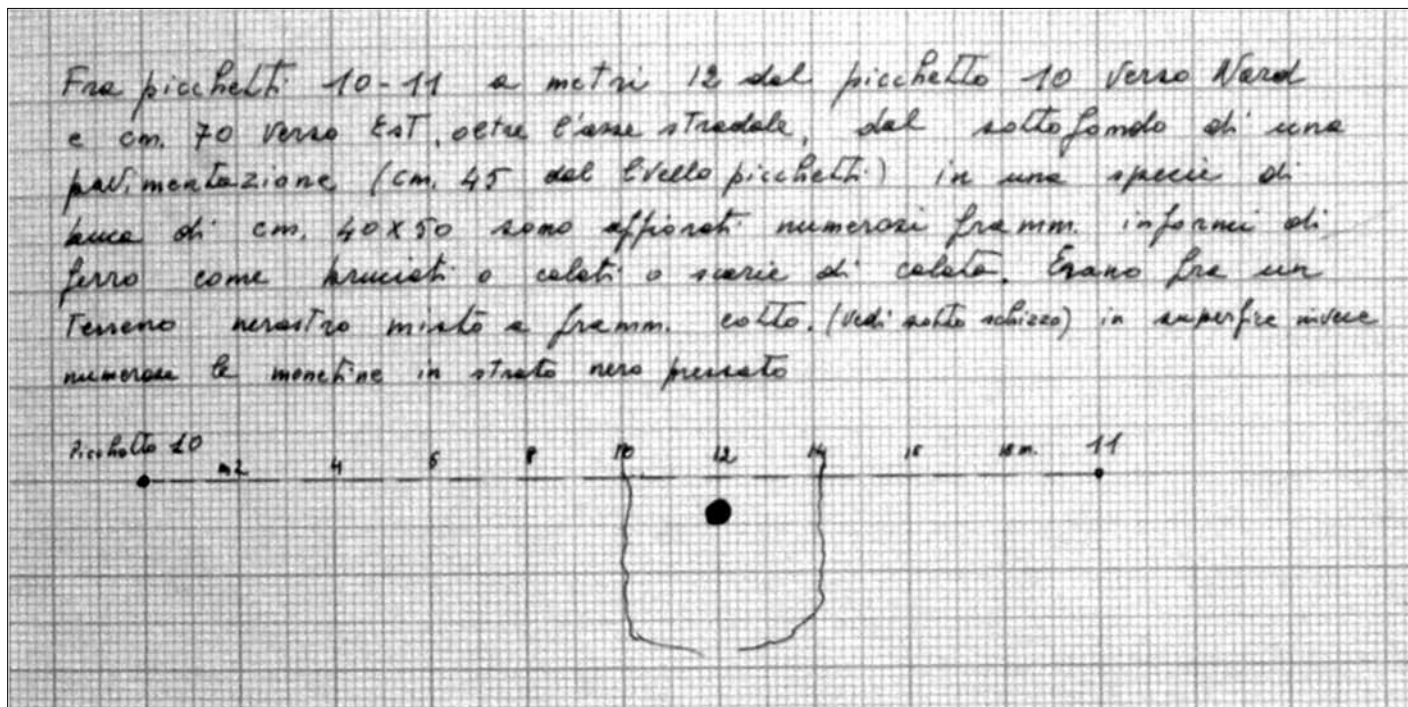 Fra picchetti 10-11 a metri 12 dal picchetto 10 verso Nord
e cm. 70 verso EST, oltre l'asse stradale, dal sottofondo di una
pavimentazione (cm. 45 dal livello picchetti) in una specie di
buca di cm. 40x50 sono affiorati numerosi framm. informi di
ferro come bruciati o colati o scorie di colata. Erano fra un
Terreno nerastro misto a framm. cotto. (vedi sotto schizzo) in superfice invece
numerose le monetine in strato nero pressato
Picchetto 10 m2 4 6 8 10 12 14 16 18 m. 11